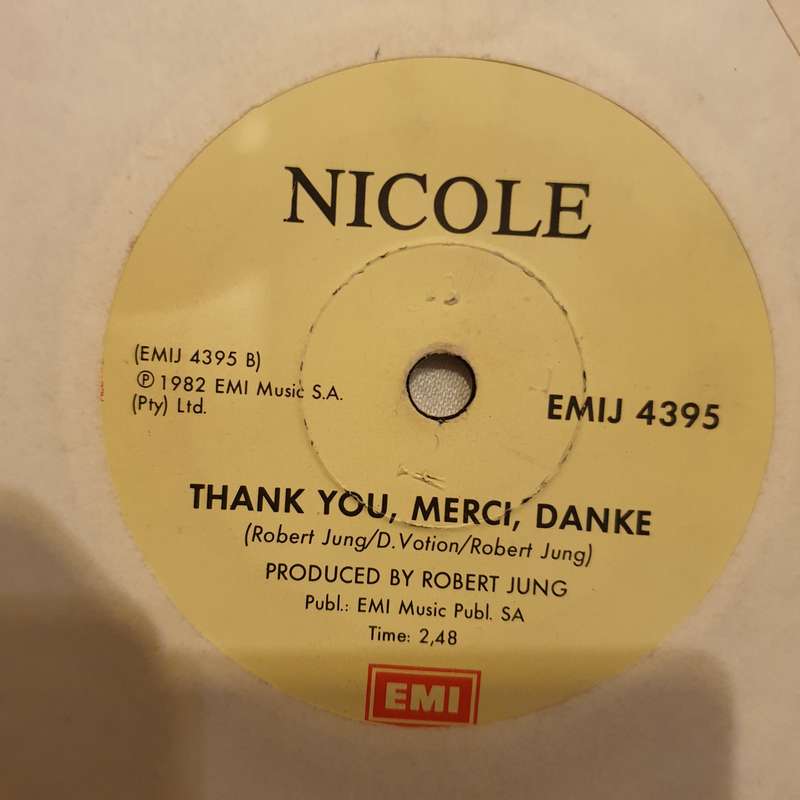 NICOLE
(EMIJ 4395 B)
℗ 1982 EMI Music S.A.
(Pty) Ltd.
EMIJ 4395
THANK YOU, MERCI, DANKE
(Robert Jung/D.Votion/Robert Jung)
PRODUCED BY ROBERT JUNG
Publ.: EMI Music Publ. SA
Time: 2,48
EMI